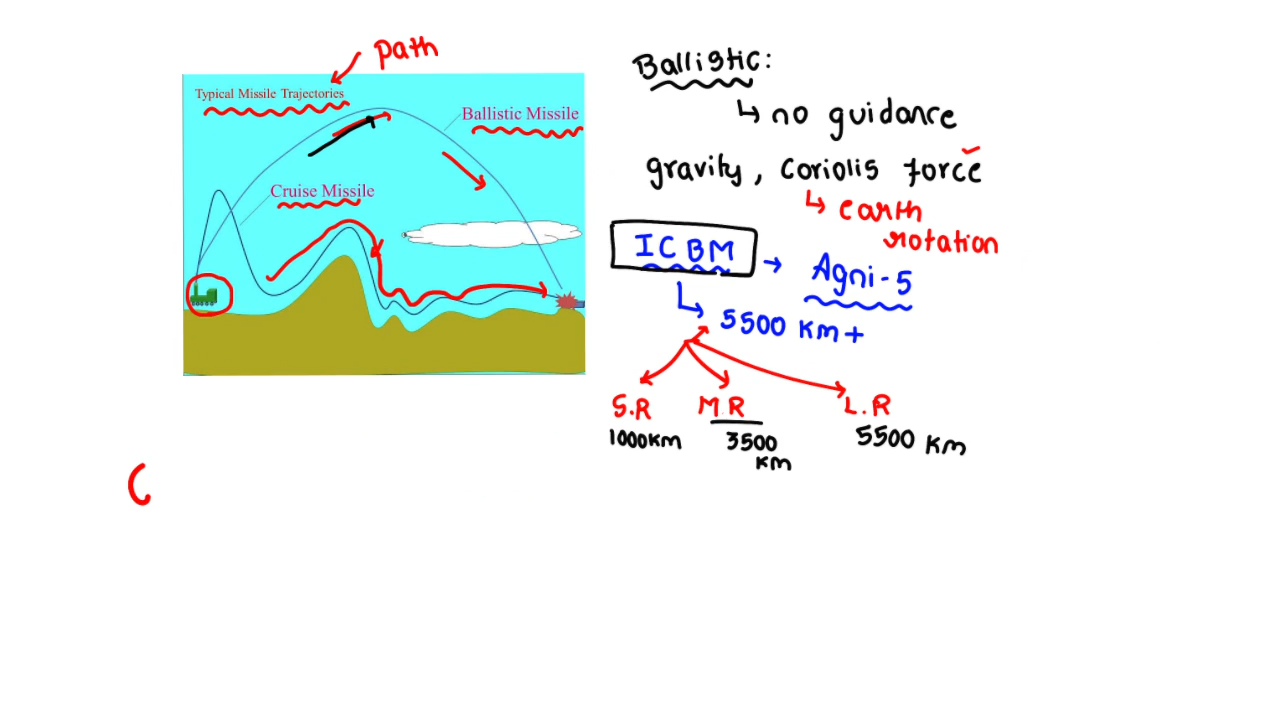 Path
Typical Missile Trajectories
Ballistic Missile
Cruise Missile
Ballistic:
↳ no guidance
gravity, Coriolis force
↳ earth
rotation
ICBM → Agni-5
↳ 5500 KM+
S.R M.R L.R
1000KM 3500 KM 5500 KM
C